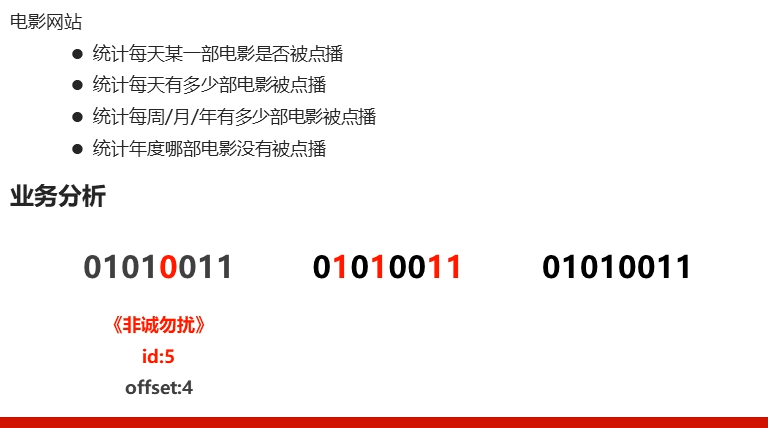 电影网站
● 统计每天某一部电影是否被点播
● 统计每天有多少部电影被点播
● 统计每周/月/年有多少部电影被点播
● 统计年度哪部电影没有被点播
业务分析
01010011 01010011 01010011
《非诚勿扰》
id:5
offset:4